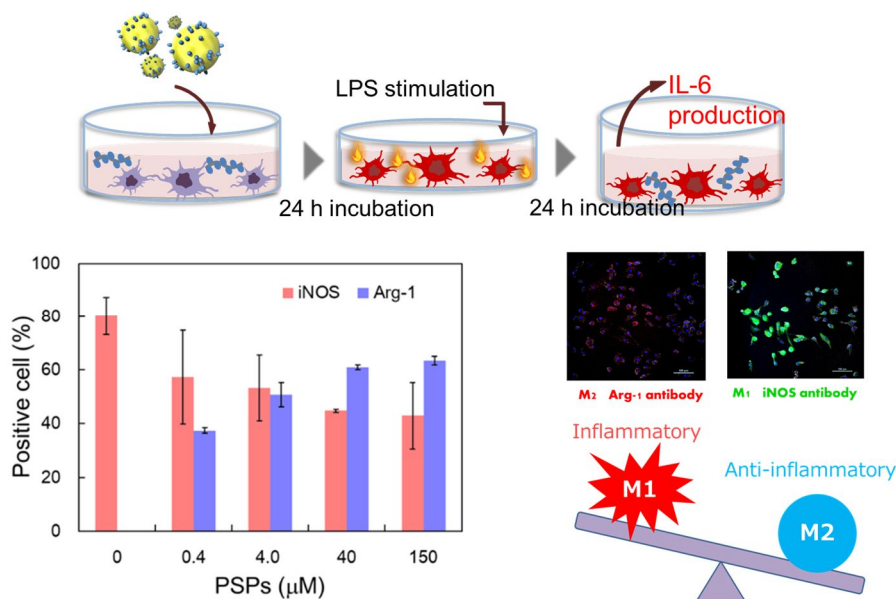 LPS stimulation
IL-6
production
24 h incubation
24 h incubation
100
80
60
40
20
0
Positive cell (%)
iNOS
Arg-1
0
0.4
4.0
40
150
PSPs (μM)
M2 Arg-1 antibody
M1 iNOS antibody
Inflammatory
Anti-inflammatory
M1
M2